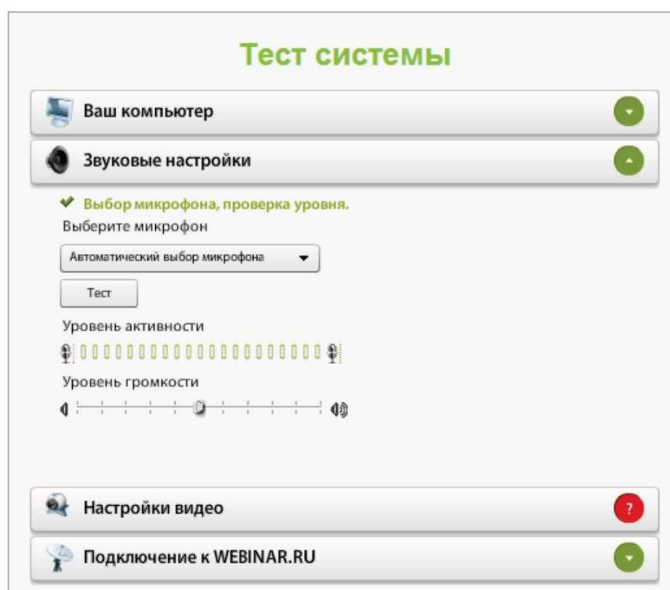 Тест системы
Ваш компьютер
Звуковые настройки
Выбор микрофона, проверка уровня.
Выберите микрофон
Автоматический выбор микрофона
Тест
Уровень активности
Уровень громкости
Настройки видео
?
Подключение к WEBINAR.RU